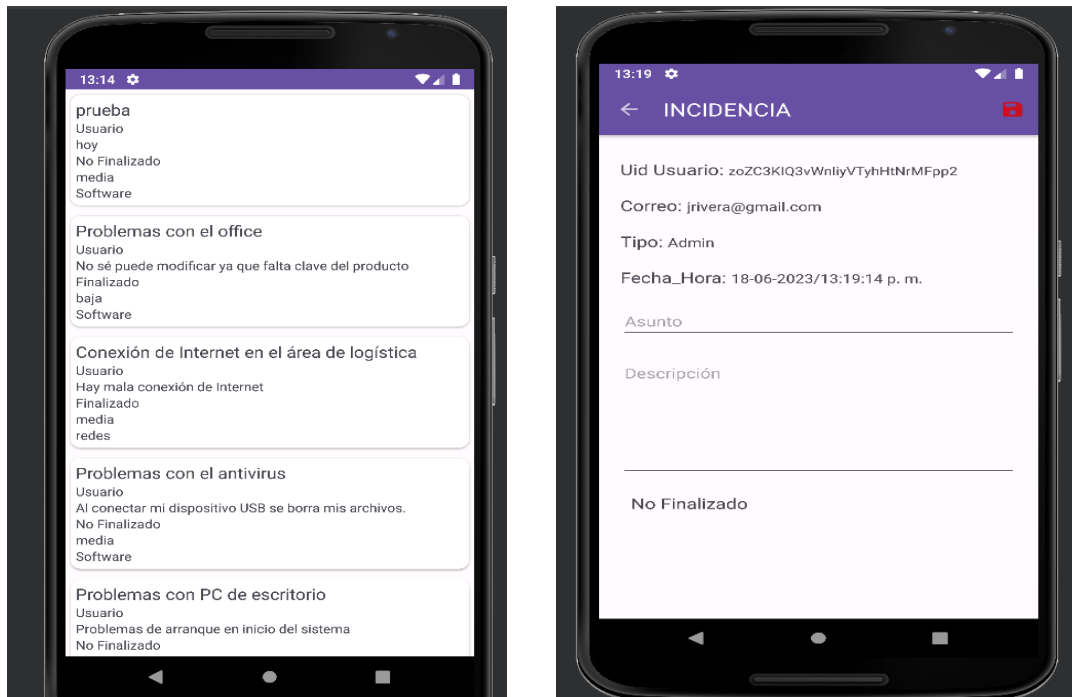 13:14
prueba
Usuario
hoy
No Finalizado
media
Software
Problemas con el office
Usuario
No sé puede modificar ya que falta clave del producto
Finalizado
baja
Software
Conexión de Internet en el área de logística
Usuario
Hay mala conexión de Internet
Finalizado
media
redes
Problemas con el antivirus
Usuario
Al conectar mi dispositivo USB se borra mis archivos.
No Finalizado
media
Software
Problemas con PC de escritorio
Usuario
Problemas de arranque en inicio del sistema
No Finalizado
13:19
INCIDENCIA
Uid Usuario: zoZC3KIQ3vWnIiyVTyhHtNrMFpp2
Correo: jrivera@gmail.com
Tipo: Admin
Fecha_Hora: 18-06-2023/13:19:14 p. m.
Asunto
Descripción
No Finalizado